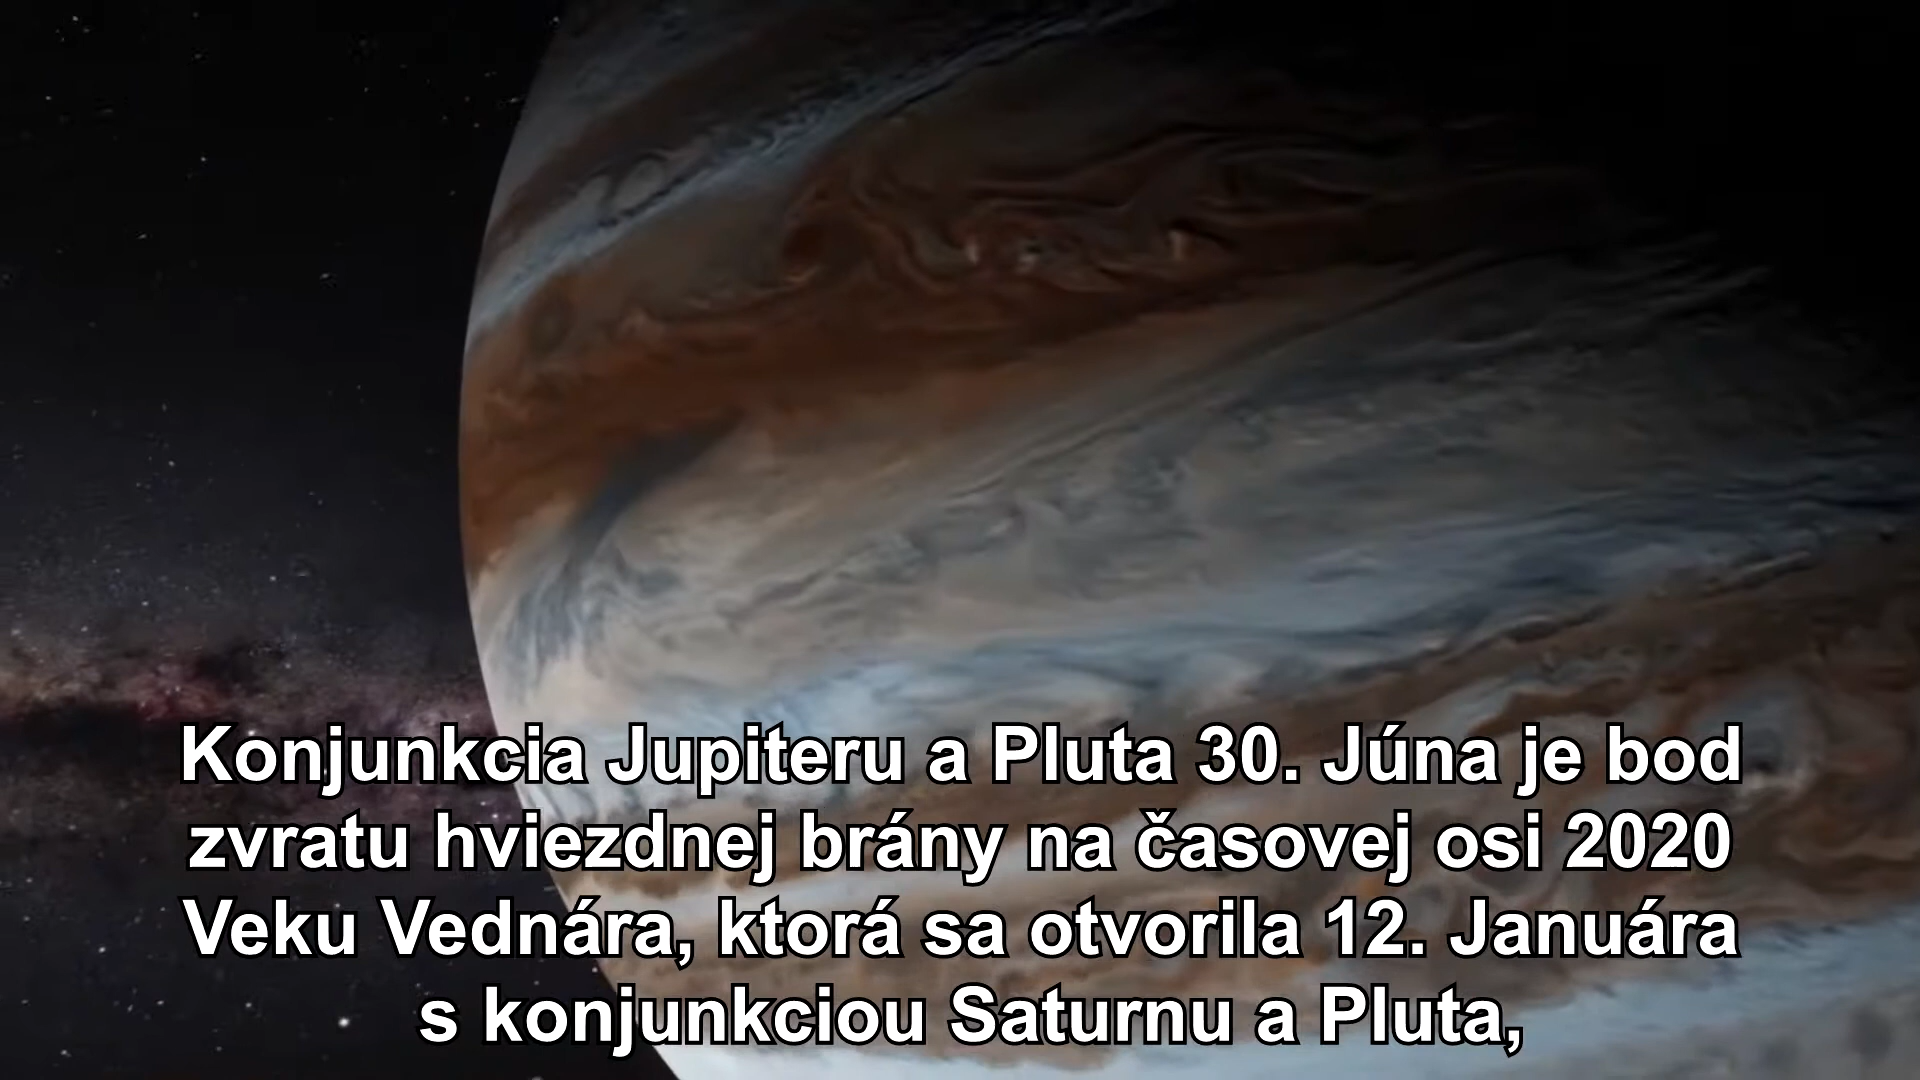 Konjunkcia Jupiteru a Pluta 30. Júna je bod
zvratu hviezdnej brány na časovej osi 2020
Veku Vednára, ktorá sa otvorila 12. Januára
s konjunkciou Saturnu a Pluta,